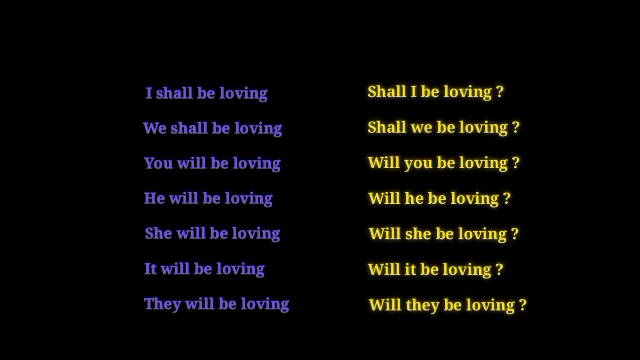 I shall be loving
We shall be loving
You will be loving
He will be loving
She will be loving
It will be loving
They will be loving
Shall I be loving ?
Shall we be loving ?
Will you be loving ?
Will he be loving ?
Will she be loving ?
Will it be loving ?
Will they be loving ?